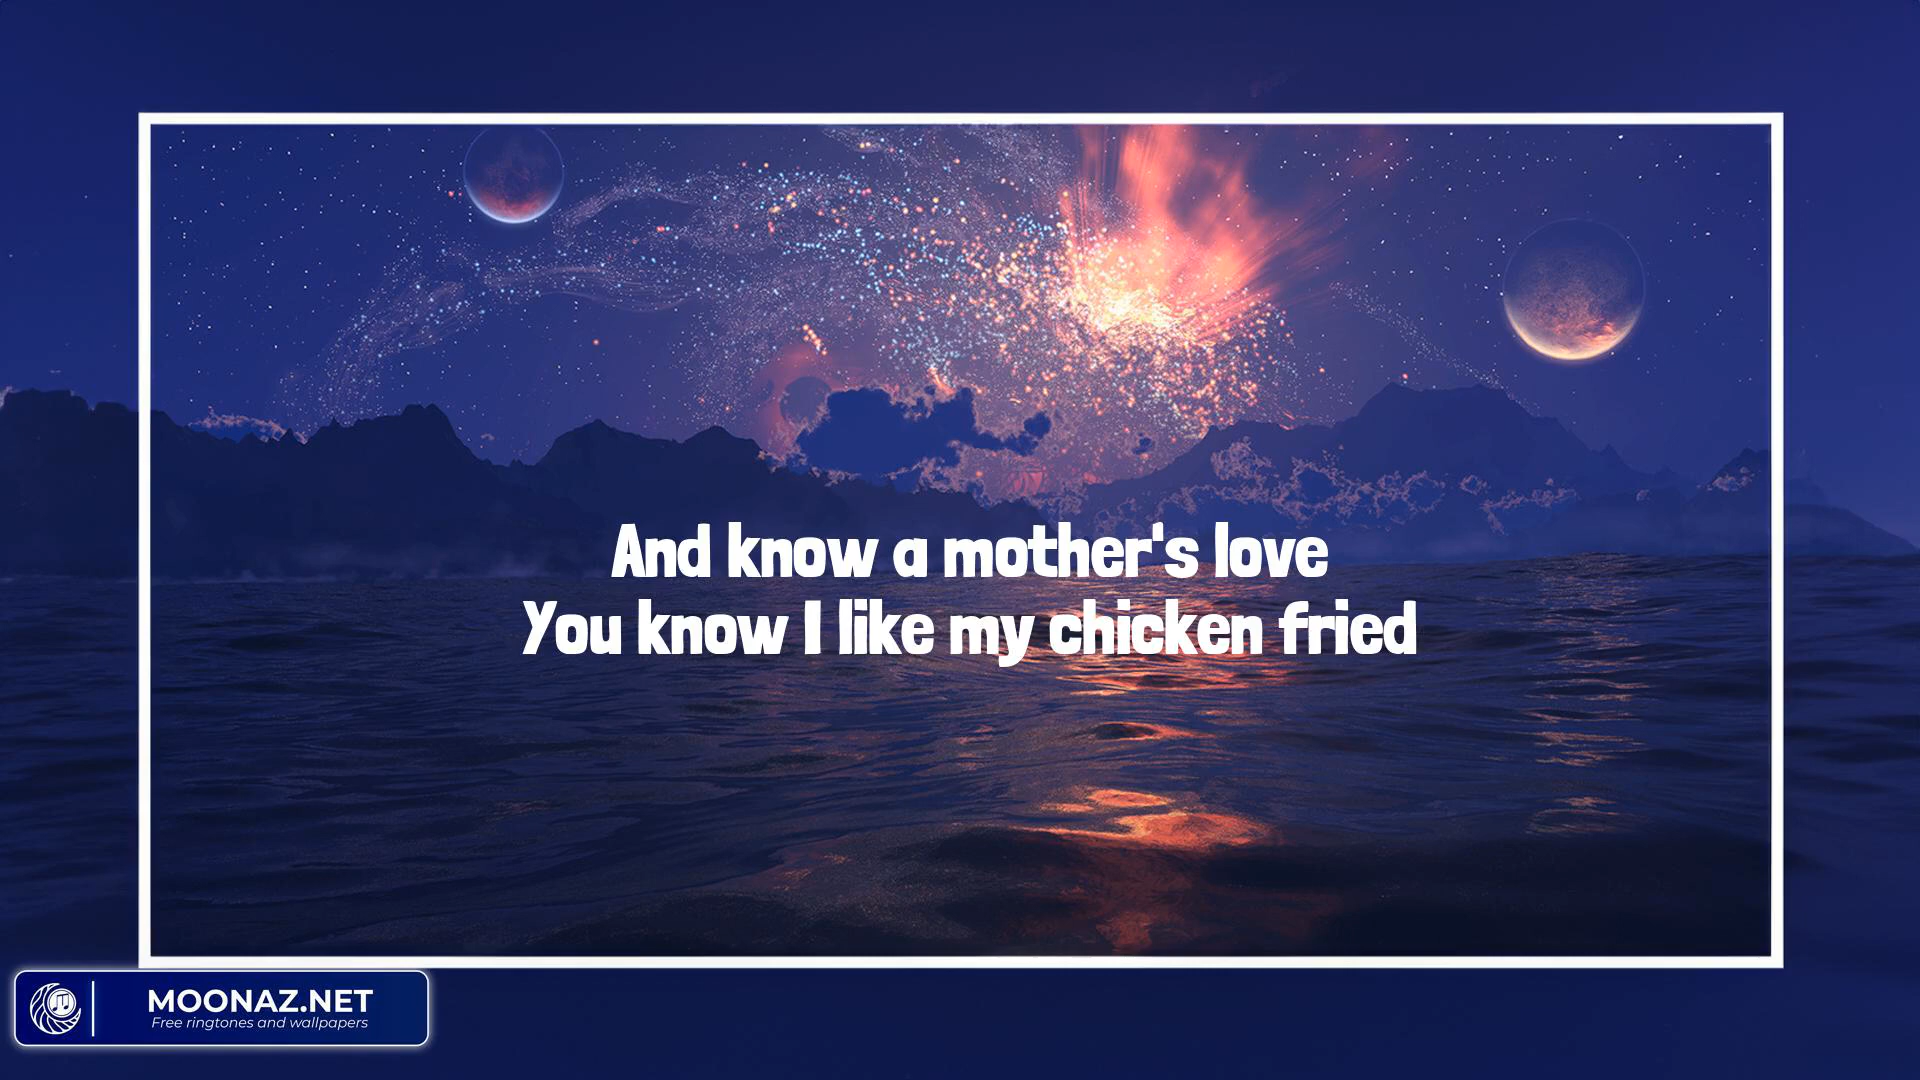 And know a mother's love
You know I like my chicken fried
MOONAZ.NET
Free ringtones and wallpapers